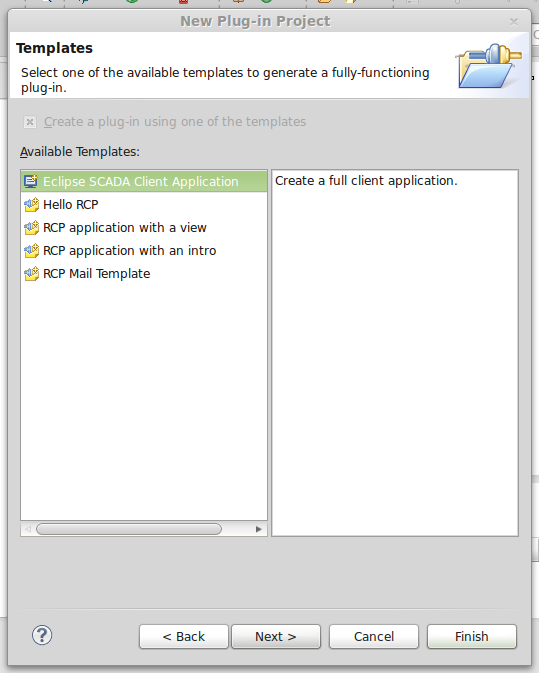 New Plug-in Project
Templates
Select one of the available templates to generate a fully-functioning
plug-in.
Create a plug-in using one of the templates
Available Templates:
Eclipse SCADA Client Application
Hello RCP
RCP application with a view
RCP application with an intro
RCP Mail Template
Create a full client application.
?
< Back
Next >
Cancel
Finish